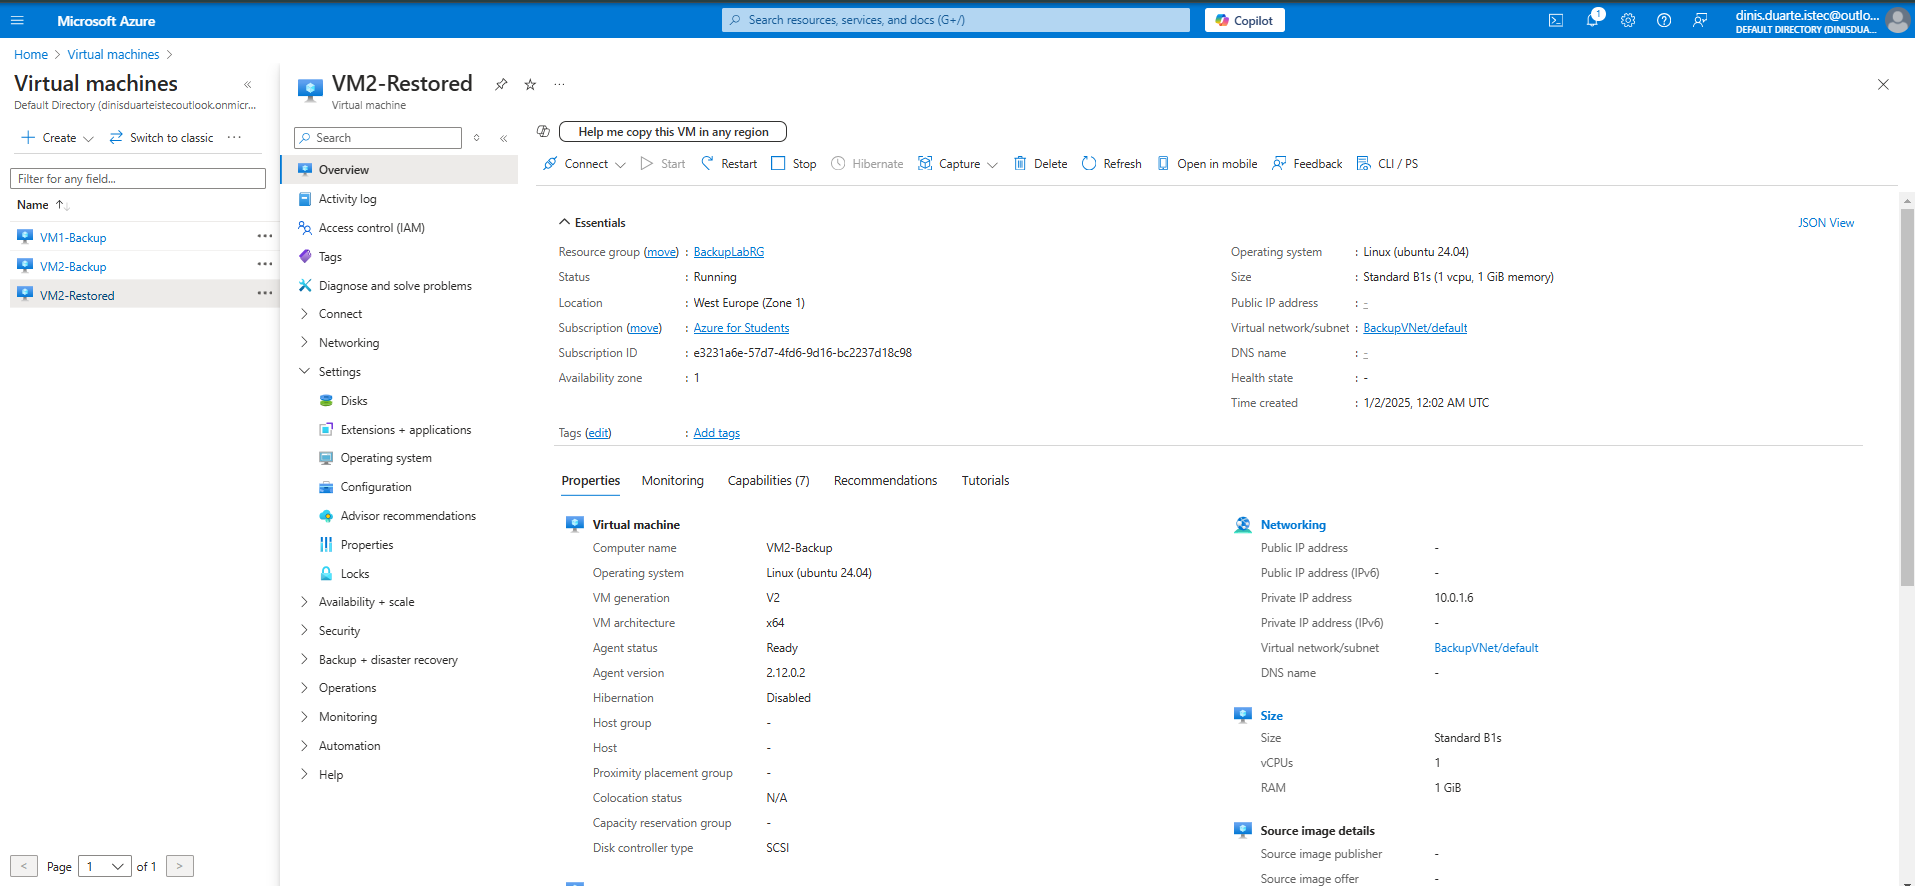 Microsoft Azure
Search resources, services, and docs (G+/)
Copilot
1
dinis.duarte.istec@outlo...
DEFAULT DIRECTORY (DINISDUA...
Home > Virtual machines >
Virtual machines
Default Directory (dinisduarteistecoutlook.onmicr...
Create
Switch to classic
Filter for any field...
Name
VM1-Backup
VM2-Backup
VM2-Restored
Page 1 of 1
VM2-Restored
Virtual machine
Search
Overview
Activity log
Access control (IAM)
Tags
Diagnose and solve problems
Connect
Networking
Settings
Disks
Extensions + applications
Operating system
Configuration
Advisor recommendations
Properties
Locks
Availability + scale
Security
Backup + disaster recovery
Operations
Monitoring
Automation
Help
Help me copy this VM in any region
Connect Start Restart Stop Hibernate Capture Delete Refresh Open in mobile Feedback CLI / PS
Essentials
JSON View
Resource group (move) : BackupLabRG
Status : Running
Location : West Europe (Zone 1)
Subscription (move) : Azure for Students
Subscription ID : e3231a6e-57d7-4fd6-9d16-bc2237d18c98
Availability zone : 1
Operating system : Linux (ubuntu 24.04)
Size : Standard B1s (1 vcpu, 1 GiB memory)
Public IP address : -
Virtual network/subnet : BackupVNet/default
DNS name : -
Health state : -
Time created : 1/2/2025, 12:02 AM UTC
Tags (edit) : Add tags
Properties Monitoring Capabilities (7) Recommendations Tutorials
Virtual machine
Computer name VM2-Backup
Operating system Linux (ubuntu 24.04)
VM generation V2
VM architecture x64
Agent status Ready
Agent version 2.12.0.2
Hibernation Disabled
Host group -
Host -
Proximity placement group -
Colocation status N/A
Capacity reservation group -
Disk controller type SCSI
Networking
Public IP address -
Public IP address (IPv6) -
Private IP address 10.0.1.6
Private IP address (IPv6) -
Virtual network/subnet BackupVNet/default
DNS name -
Size
Size Standard B1s
vCPUs 1
RAM 1 GiB
Source image details
Source image publisher -
Source image offer -